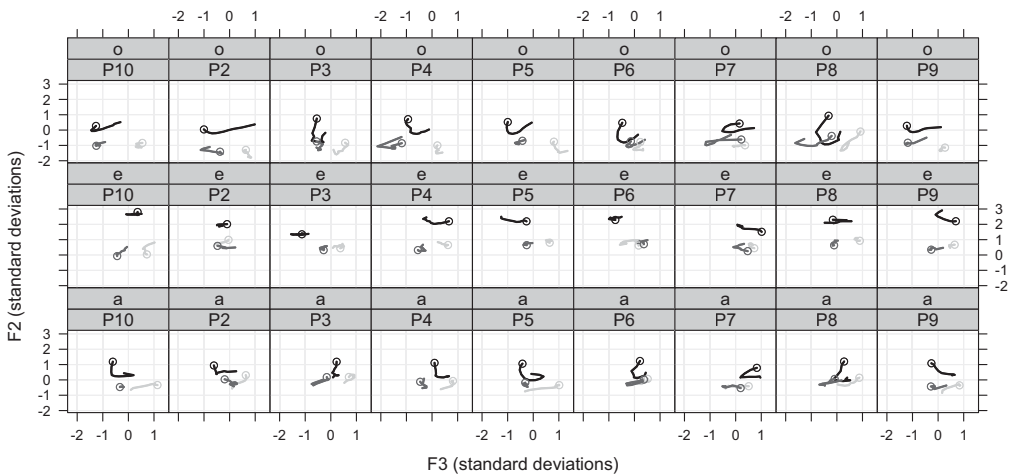 -2 -1 0 1 -2 -1 0 1 -2 -1 0 1 -2 -1 0 1
o o o o o o o o o
P10 P2 P3 P4 P5 P6 P7 P8 P9
3
2
1
0
-1
-2
e e e e e e e e e
P10 P2 P3 P4 P5 P6 P7 P8 P9
3
2
1
0
-1
-2
a a a a a a a a a
P10 P2 P3 P4 P5 P6 P7 P8 P9
3
2
1
0
-1
-2
-2 -1 0 1 -2 -1 0 1 -2 -1 0 1 -2 -1 0 1 -2 -1 0 1
F3 (standard deviations)
F2 (standard deviations)